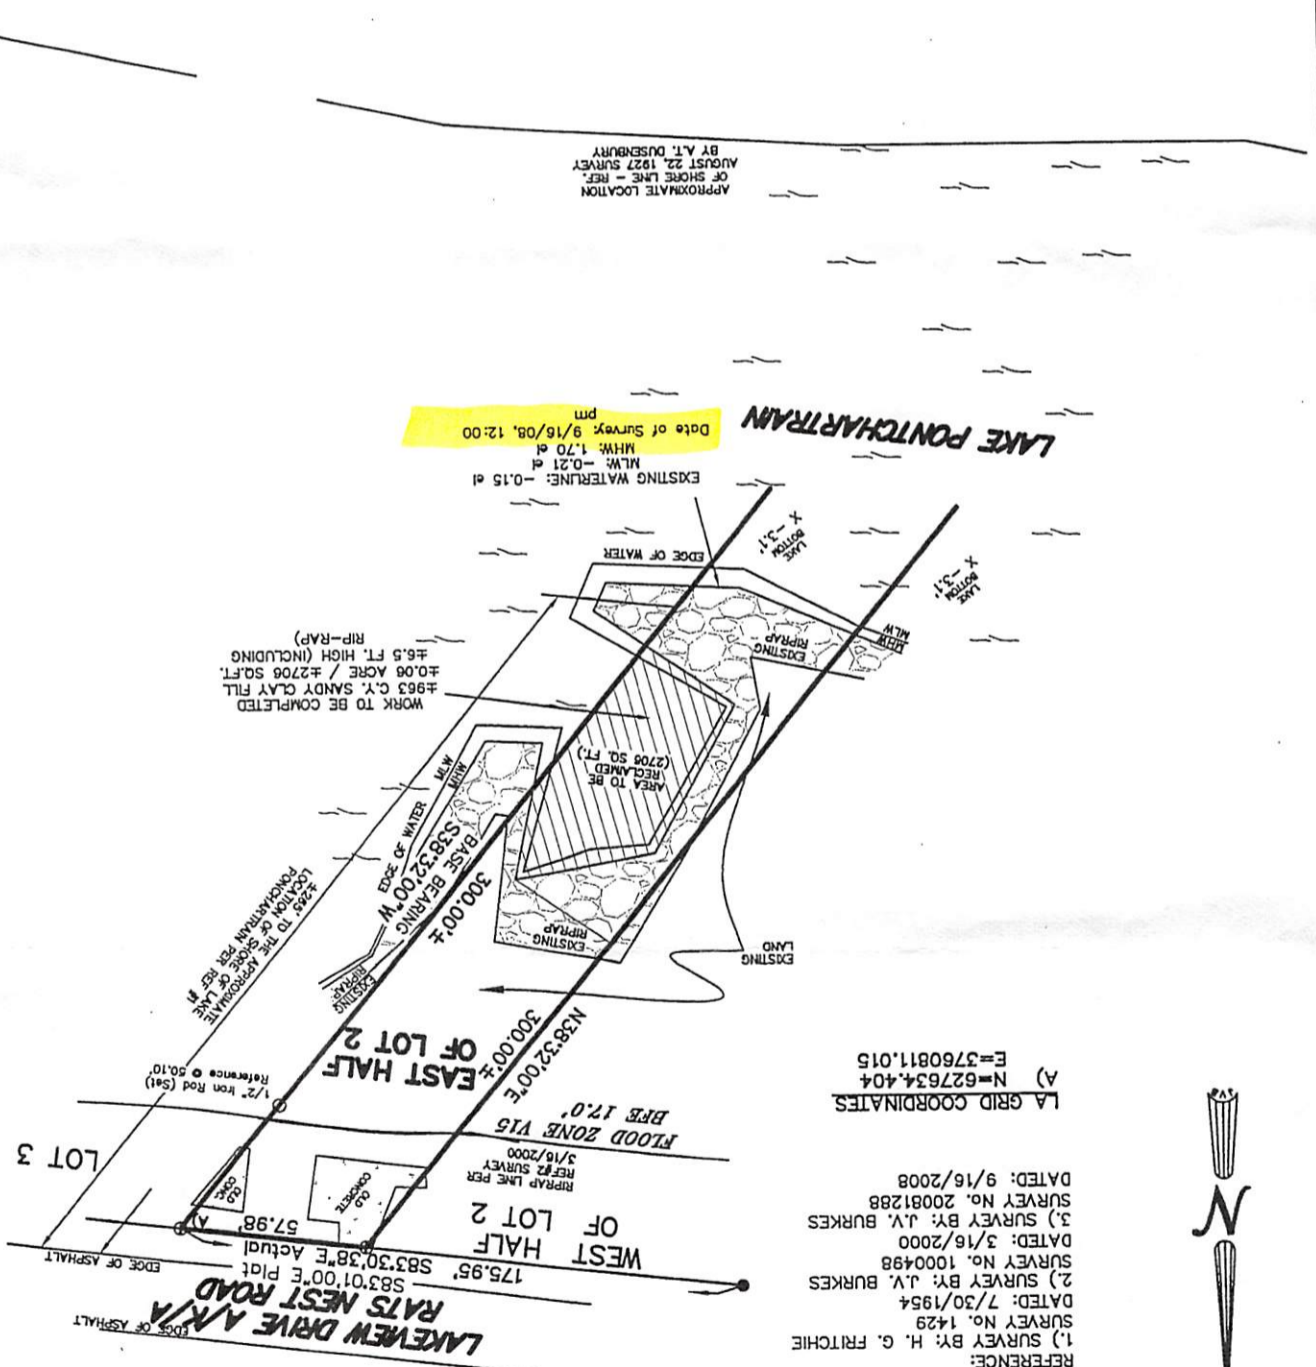 REFERENCE:
1.) SURVEY BY: H. G. FRITCHIE
SURVEY No. 1429
DATED: 7/30/1954
2.) SURVEY BY: J.V. BURKES
SURVEY No. 1000498
DATED: 3/16/2000
3.) SURVEY BY: J.V. BURKES
SURVEY No. 20081288
DATED: 9/16/2008
LA GRID COORDINATES
A) N=627634.404
E=3760811.015
N
EDGE OF ASPHALT
LAKEVIEW DRIVE A/K/A
RATS NEST ROAD
EDGE OF ASPHALT
S83°01'00"E Plat
S83°30'38"E Actual
175.95'
57.98'
A)
WEST HALF
OF LOT 2
LOT 3
OLD
CONCRETE
OLD
CONC.
RIPRAP LINE PER
REF#2 SURVEY
3/16/2000
FLOOD ZONE V15
BFE 17.0'
1/2" Iron Rod (Set)
Reference @ 50.10'
EAST HALF
OF LOT 2
N38°32'00"E
300.00'±
300.00'±
S38°32'00"W
BASE BEARING
±265' TO THE APPROXIMATE
LOCATION OF SHORE OF LAKE
PONCHARTRAIN PER REF #1
EXISTING
RIPRAP
EXISTING
LAND
EXISTING
RIPRAP
EDGE OF WATER
MHW
MLW
AREA TO BE
RECLAIMED
(2706 SQ. FT.)
WORK TO BE COMPLETED
±963 C.Y. SANDY CLAY FILL
±0.06 ACRE / ±2706 SQ.FT.
±6.5 FT. HIGH (INCLUDING
RIP-RAP)
EXISTING
RIPRAP
MHW
MLW
EDGE OF WATER
LAKE
BOTTOM
X -3.1'
LAKE
BOTTOM
X -3.1'
EXISTING WATERLINE: -0.15 el
MLW: -0.21 el
MHW: 1.70 el
Date of Survey: 9/16/08, 12:00
pm
LAKE PONTCHARTRAIN
APPROXIMATE LOCATION
OF SHORE LINE - REF.
AUGUST 22, 1927 SURVEY
BY A.T. DUSENBURY